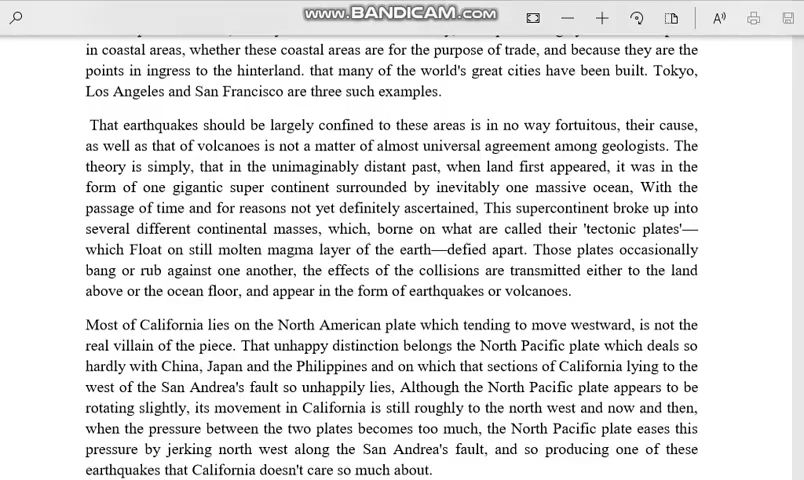 www.BANDICAM.com
in coastal areas, whether these coastal areas are for the purpose of trade, and because they are the
points in ingress to the hinterland. that many of the world's great cities have been built. Tokyo,
Los Angeles and San Francisco are three such examples.
That earthquakes should be largely confined to these areas is in no way fortuitous, their cause,
as well as that of volcanoes is not a matter of almost universal agreement among geologists. The
theory is simply, that in the unimaginably distant past, when land first appeared, it was in the
form of one gigantic super continent surrounded by inevitably one massive ocean, With the
passage of time and for reasons not yet definitely ascertained, This supercontinent broke up into
several different continental masses, which, borne on what are called their 'tectonic plates'—
which Float on still molten magma layer of the earth—defied apart. Those plates occasionally
bang or rub against one another, the effects of the collisions are transmitted either to the land
above or the ocean floor, and appear in the form of earthquakes or volcanoes.
Most of California lies on the North American plate which tending to move westward, is not the
real villain of the piece. That unhappy distinction belongs the North Pacific plate which deals so
hardly with China, Japan and the Philippines and on which that sections of California lying to the
west of the San Andrea's fault so unhappily lies, Although the North Pacific plate appears to be
rotating slightly, its movement in California is still roughly to the north west and now and then,
when the pressure between the two plates becomes too much, the North Pacific plate eases this
pressure by jerking north west along the San Andrea's fault, and so producing one of these
earthquakes that California doesn't care so much about.